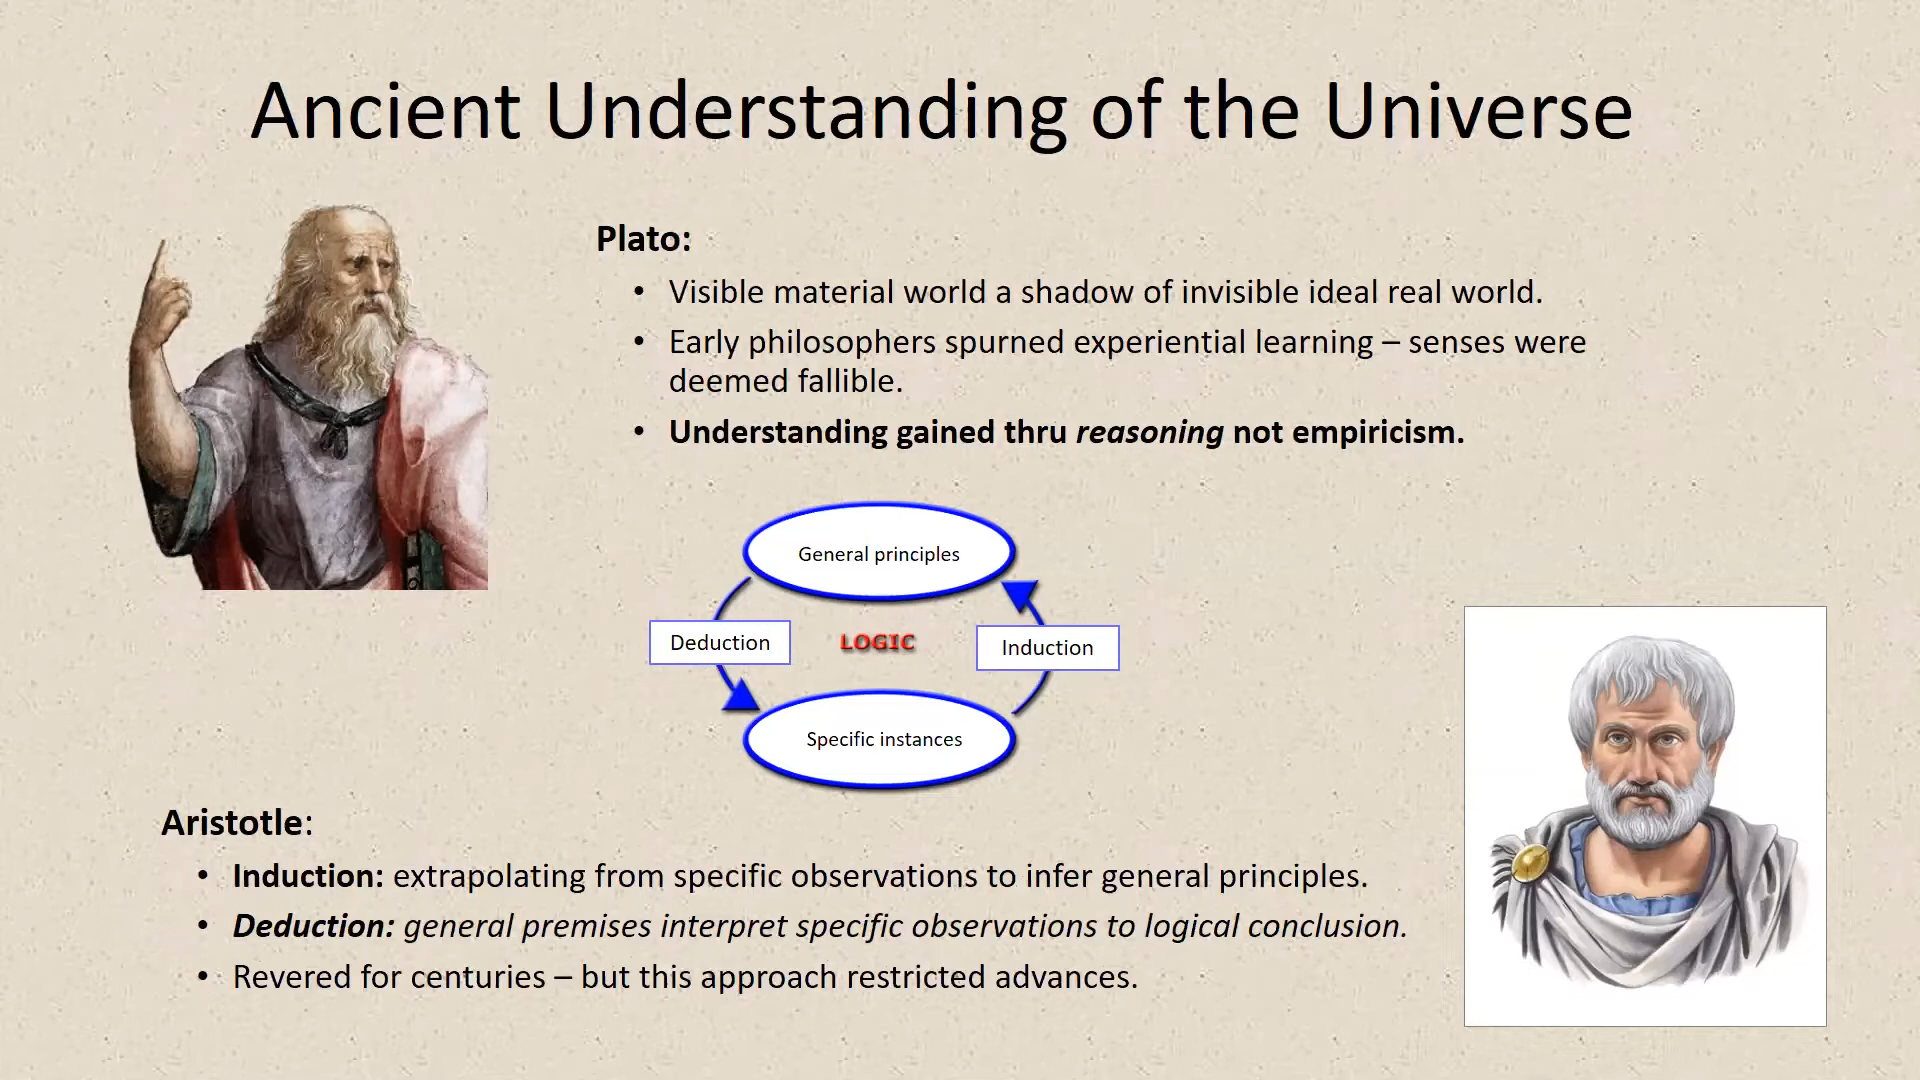 Ancient Understanding of the Universe
Plato:
• Visible material world a shadow of invisible ideal real world.
• Early philosophers spurned experiential learning – senses were
deemed fallible.
• Understanding gained thru reasoning not empiricism.
General principles
Deduction
LOGIC
Induction
Specific instances
Aristotle:
• Induction: extrapolating from specific observations to infer general principles.
• Deduction: general premises interpret specific observations to logical conclusion.
• Revered for centuries – but this approach restricted advances.